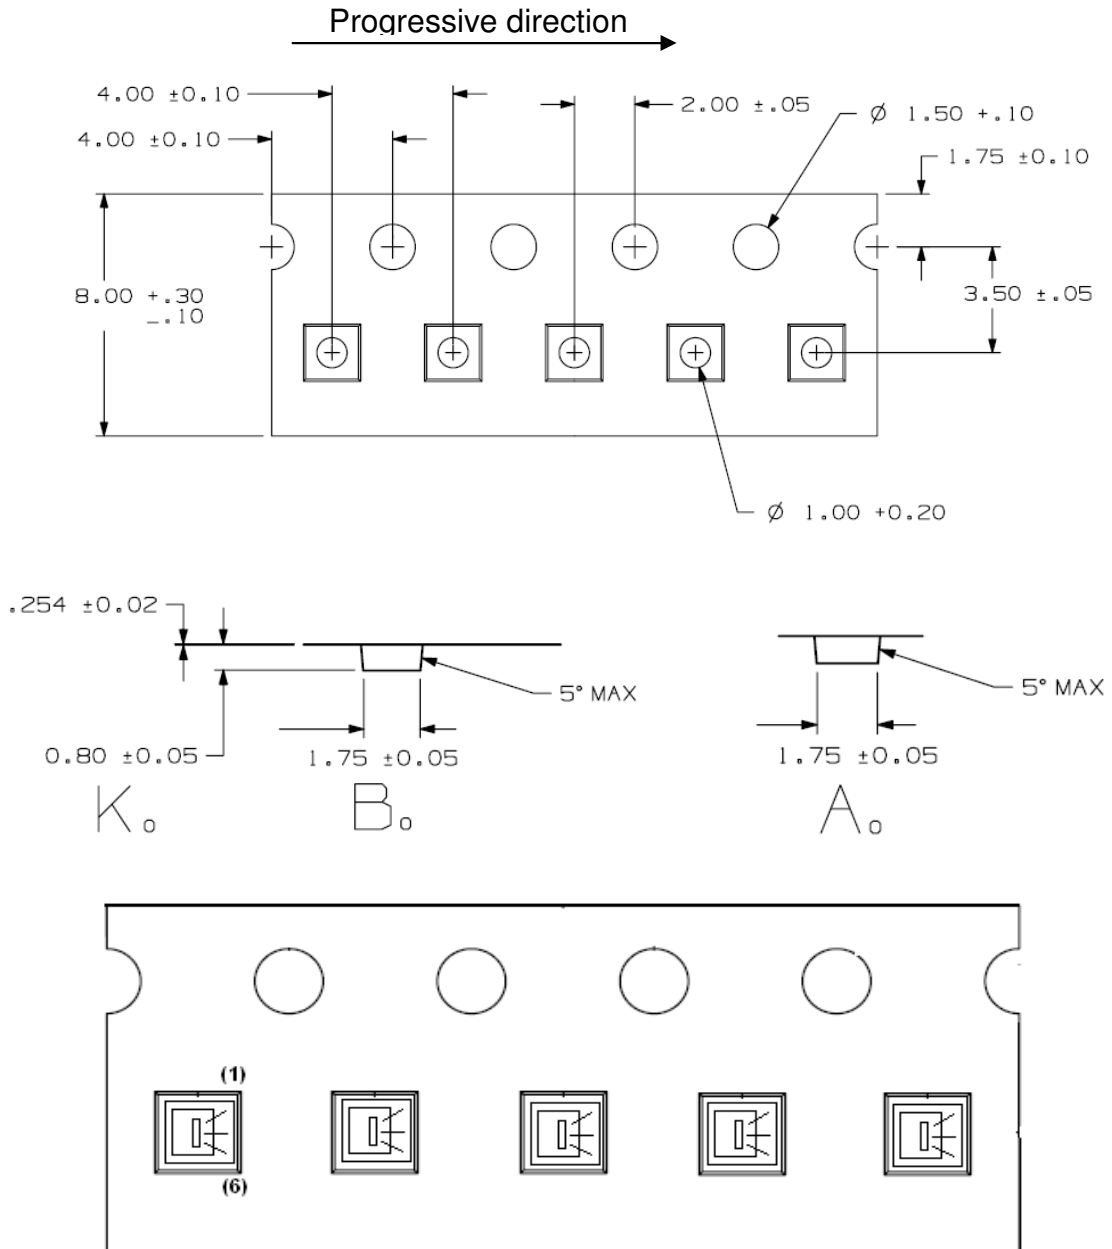 Progressive direction
4.00 ±0.10
2.00 ±.05
Ø 1.50 +.10
4.00 ±0.10
1.75 ±0.10
8.00 +.30
-.10
3.50 ±.05
Ø 1.00 +0.20
.254 ±0.02
5° MAX
5° MAX
0.80 ±0.05
1.75 ±0.05
1.75 ±0.05
K₀
B₀
A₀
(1)
(6)